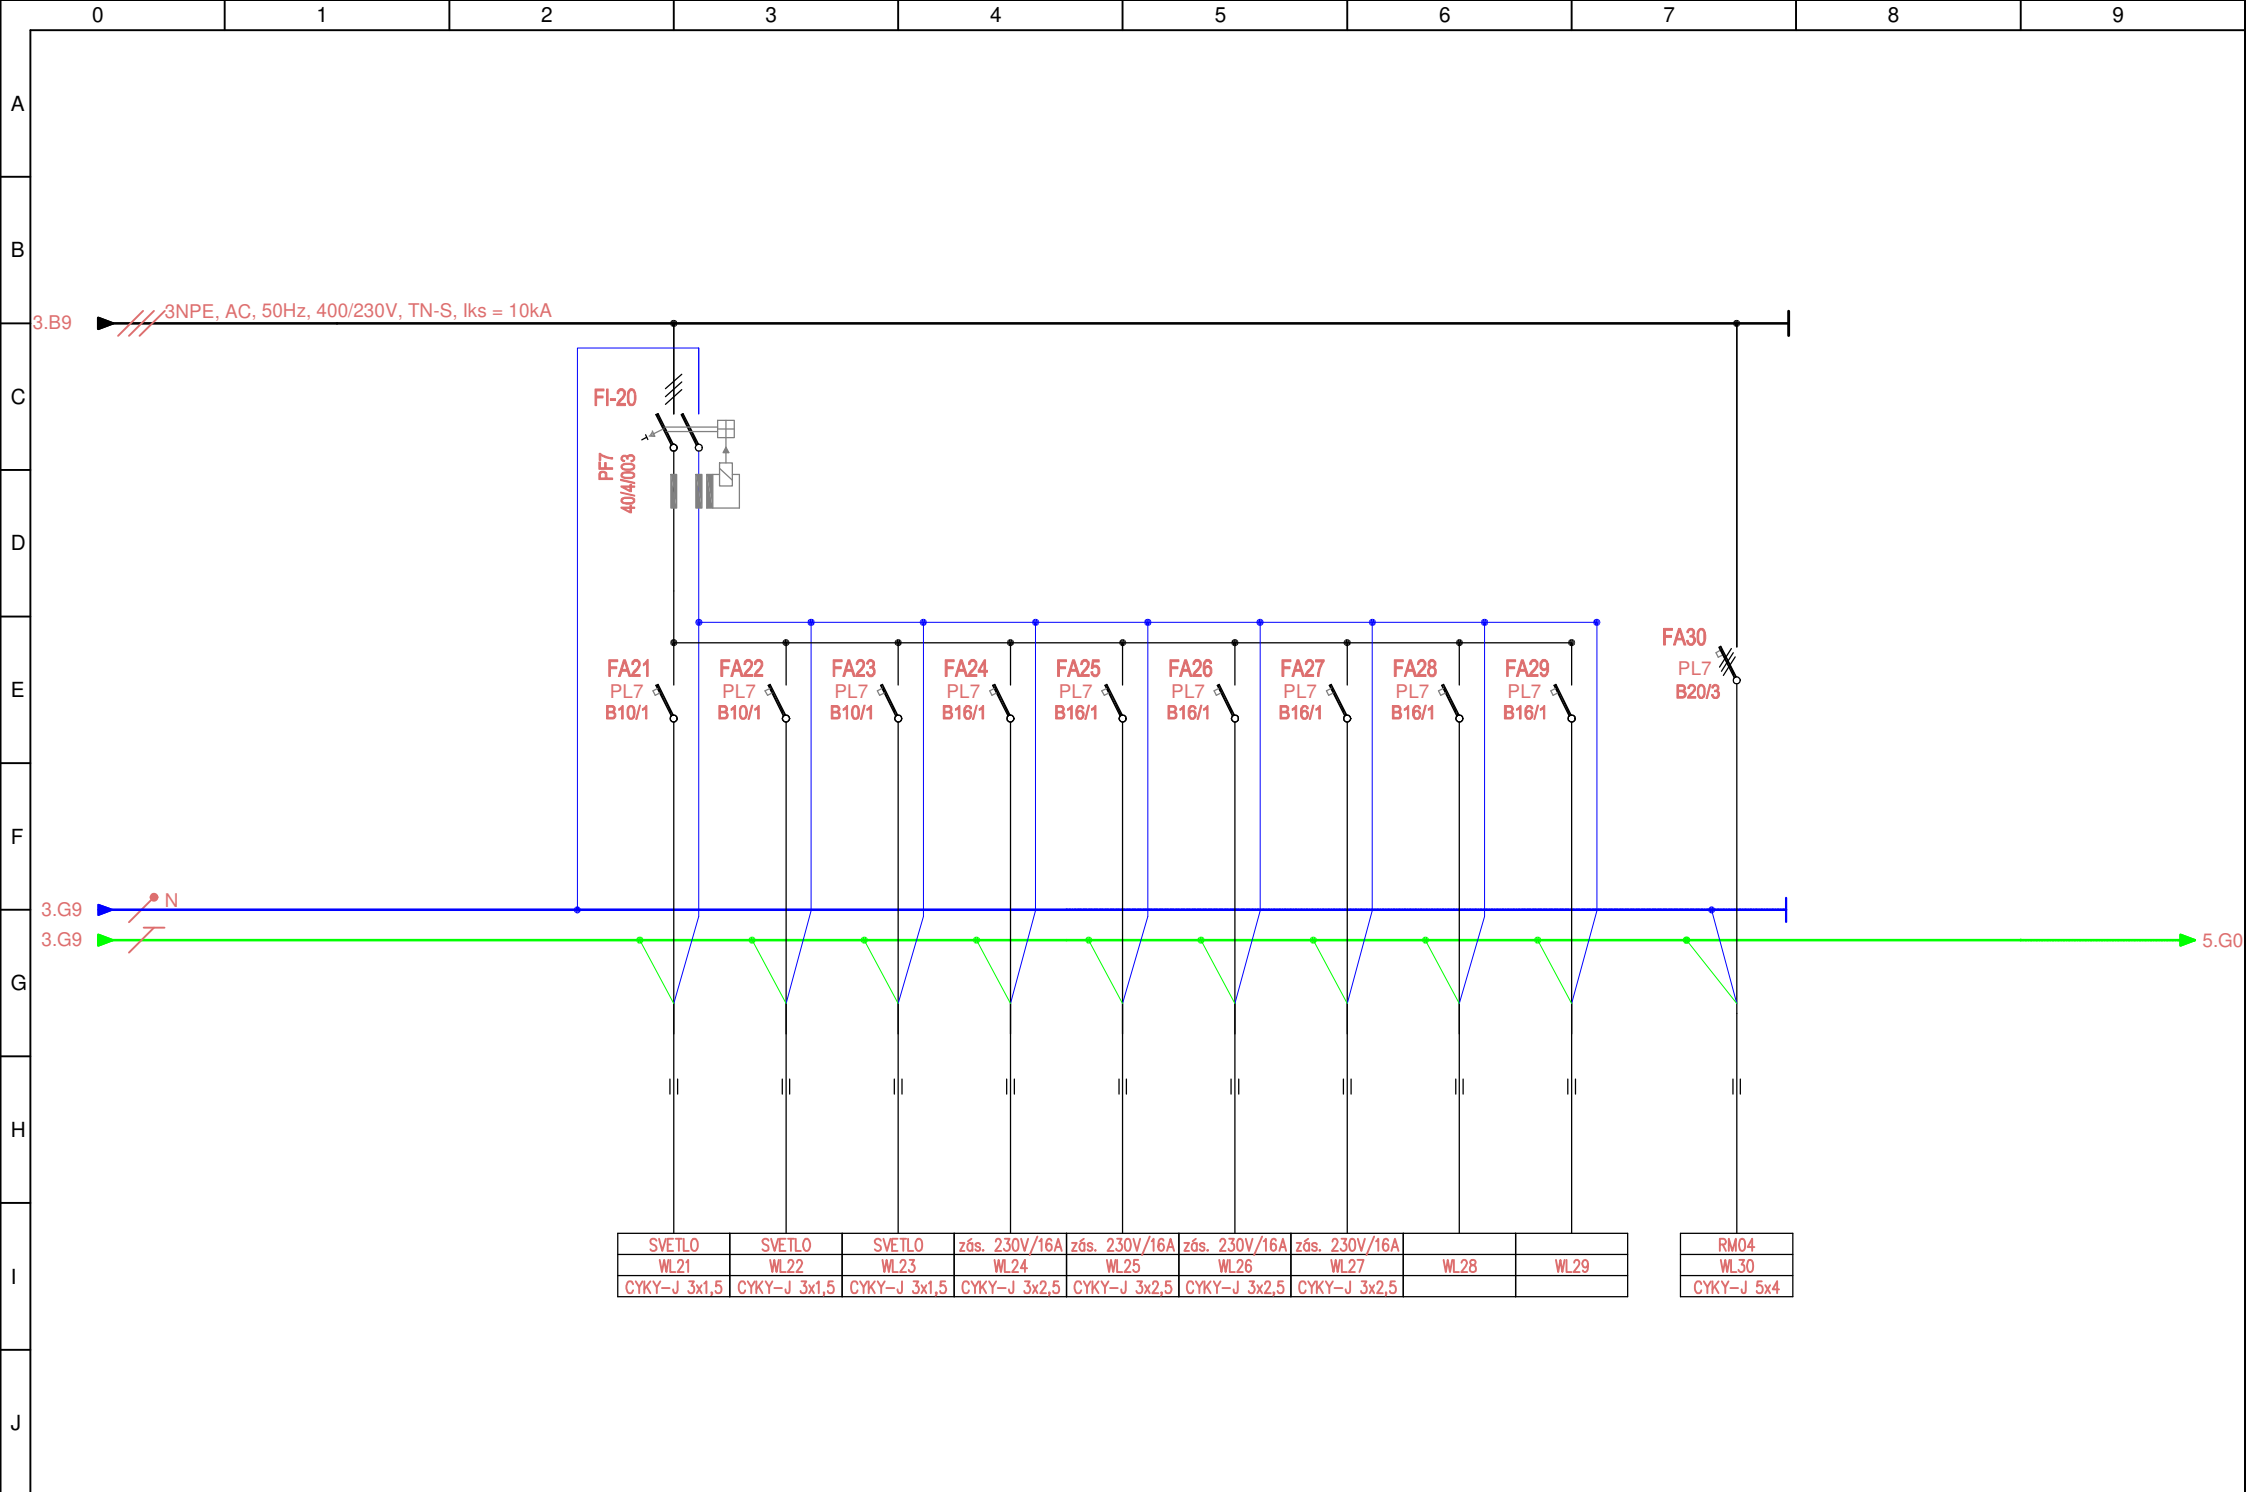 0 1 2 3 4 5 6 7 8 9
A
B
3NPE, AC, 50Hz, 400/230V, TN-S, Iks = 10kA
3.B9
C
FI-20
PF7
40/4/003
D
FA30
PL7
B20/3
E
FA21 FA22 FA23 FA24 FA25 FA26 FA27 FA28 FA29
PL7 PL7 PL7 PL7 PL7 PL7 PL7 PL7 PL7
B10/1 B10/1 B10/1 B16/1 B16/1 B16/1 B16/1 B16/1 B16/1
F
N
3.G9
3.G9 5.G0
G
H
SVETLO SVETLO SVETLO zás. 230V/16A zás. 230V/16A zás. 230V/16A zás. 230V/16A RM04
WL21 WL22 WL23 WL24 WL25 WL26 WL27 WL28 WL29 WL30
CYKY-J 3x1,5 CYKY-J 3x1,5 CYKY-J 3x1,5 CYKY-J 3x2,5 CYKY-J 3x2,5 CYKY-J 3x2,5 CYKY-J 3x2,5 CYKY-J 5x4
I
J